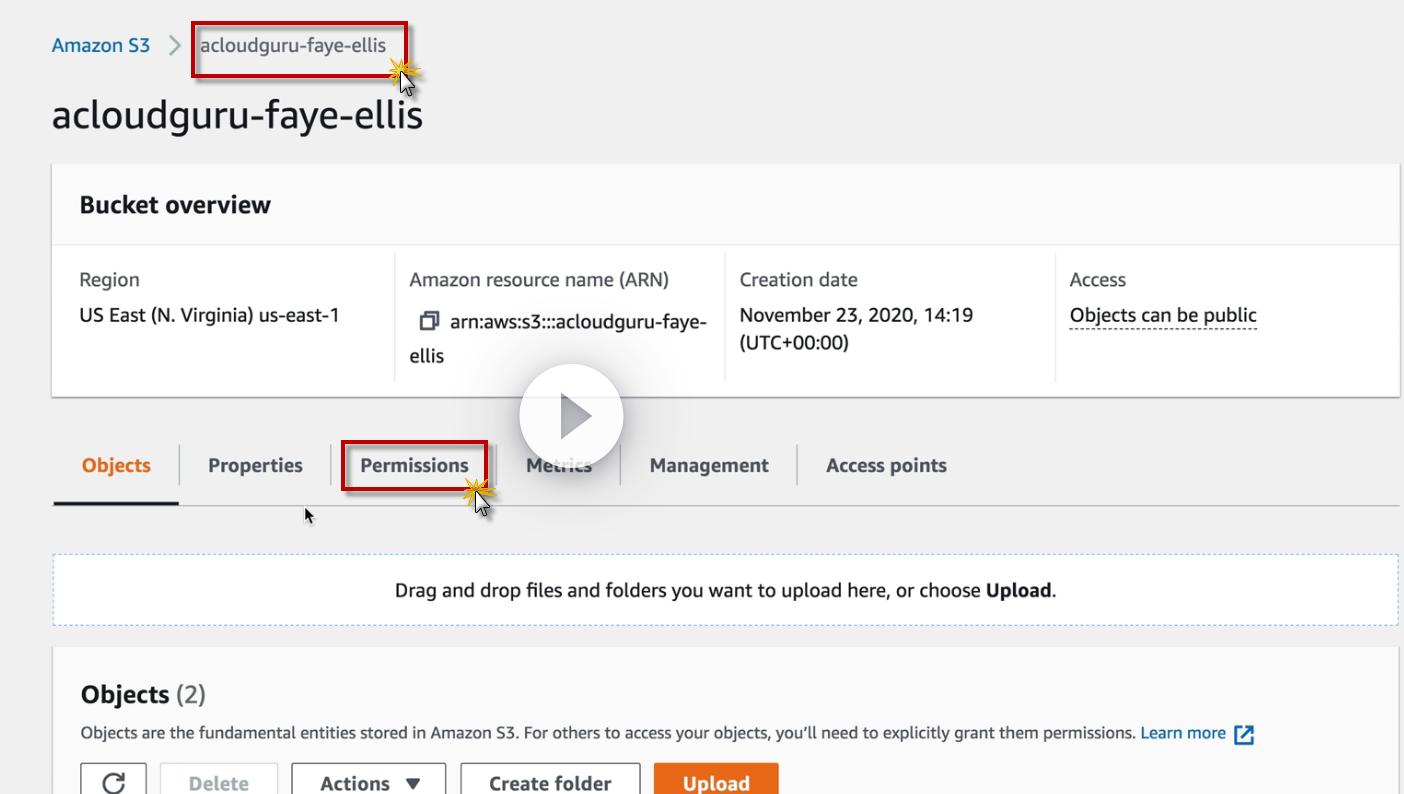 Amazon S3 > acloudguru-faye-ellis
acloudguru-faye-ellis
Bucket overview
Region
US East (N. Virginia) us-east-1
Amazon resource name (ARN)
arn:aws:s3:::acloudguru-faye-
ellis
Creation date
November 23, 2020, 14:19
(UTC+00:00)
Access
Objects can be public
Objects Properties Permissions Metrics Management Access points
Drag and drop files and folders you want to upload here, or choose Upload.
Objects (2)
Objects are the fundamental entities stored in Amazon S3. For others to access your objects, you'll need to explicitly grant them permissions. Learn more
Delete Actions Create folder Upload